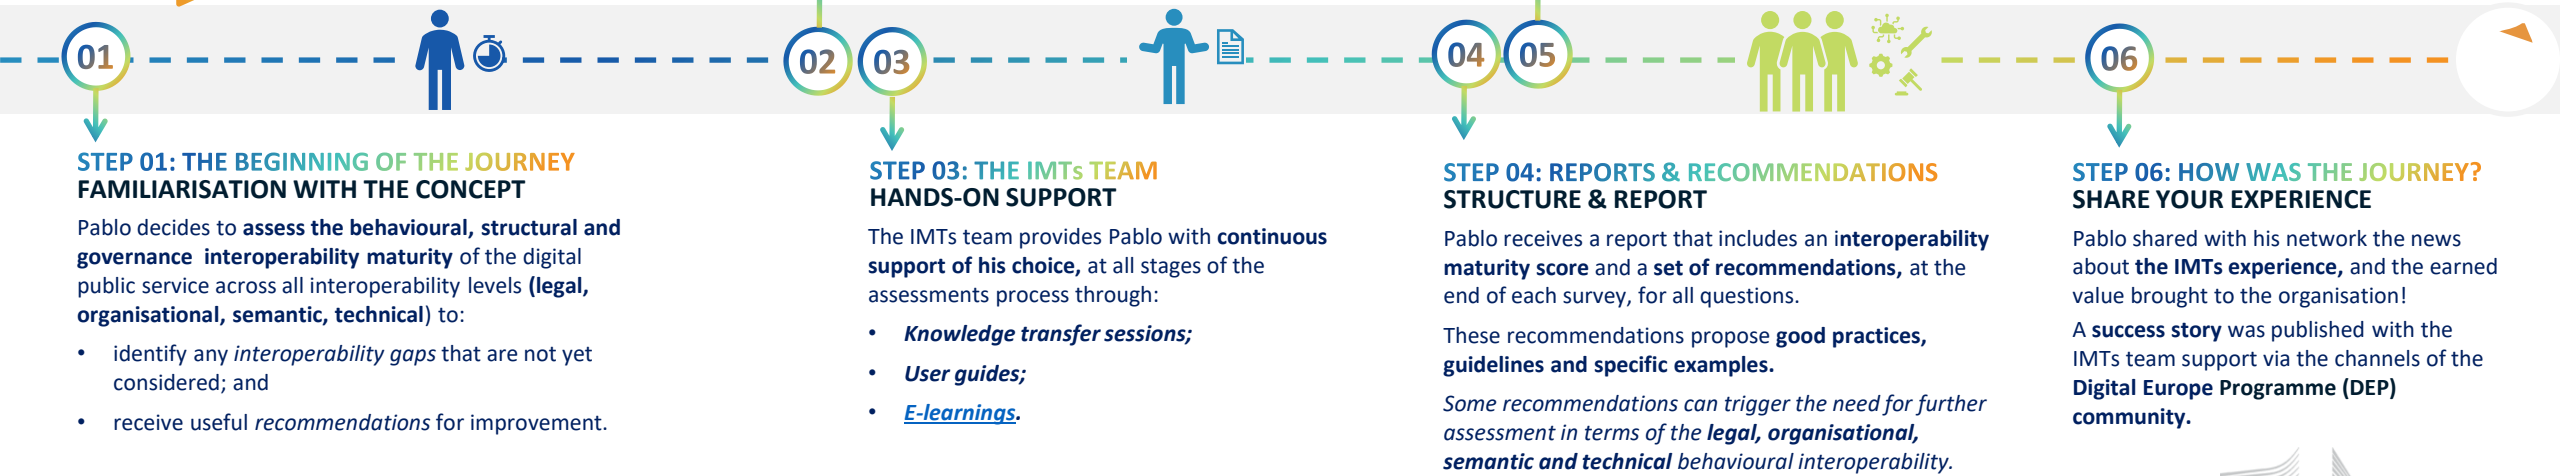 01
02
03
04
05
06
STEP 01: THE BEGINNING OF THE JOURNEY
FAMILIARISATION WITH THE CONCEPT
Pablo decides to assess the behavioural, structural and
governance interoperability maturity of the digital
public service across all interoperability levels (legal,
organisational, semantic, technical) to:
• identify any interoperability gaps that are not yet
considered; and
• receive useful recommendations for improvement.
STEP 03: THE IMTs TEAM
HANDS-ON SUPPORT
The IMTs team provides Pablo with continuous
support of his choice, at all stages of the
assessments process through:
• Knowledge transfer sessions;
• User guides;
• E-learnings.
STEP 04: REPORTS & RECOMMENDATIONS
STRUCTURE & REPORT
Pablo receives a report that includes an interoperability
maturity score and a set of recommendations, at the
end of each survey, for all questions.
These recommendations propose good practices,
guidelines and specific examples.
Some recommendations can trigger the need for further
assessment in terms of the legal, organisational,
semantic and technical behavioural interoperability.
STEP 06: HOW WAS THE JOURNEY?
SHARE YOUR EXPERIENCE
Pablo shared with his network the news
about the IMTs experience, and the earned
value brought to the organisation!
A success story was published with the
IMTs team support via the channels of the
Digital Europe Programme (DEP)
community.